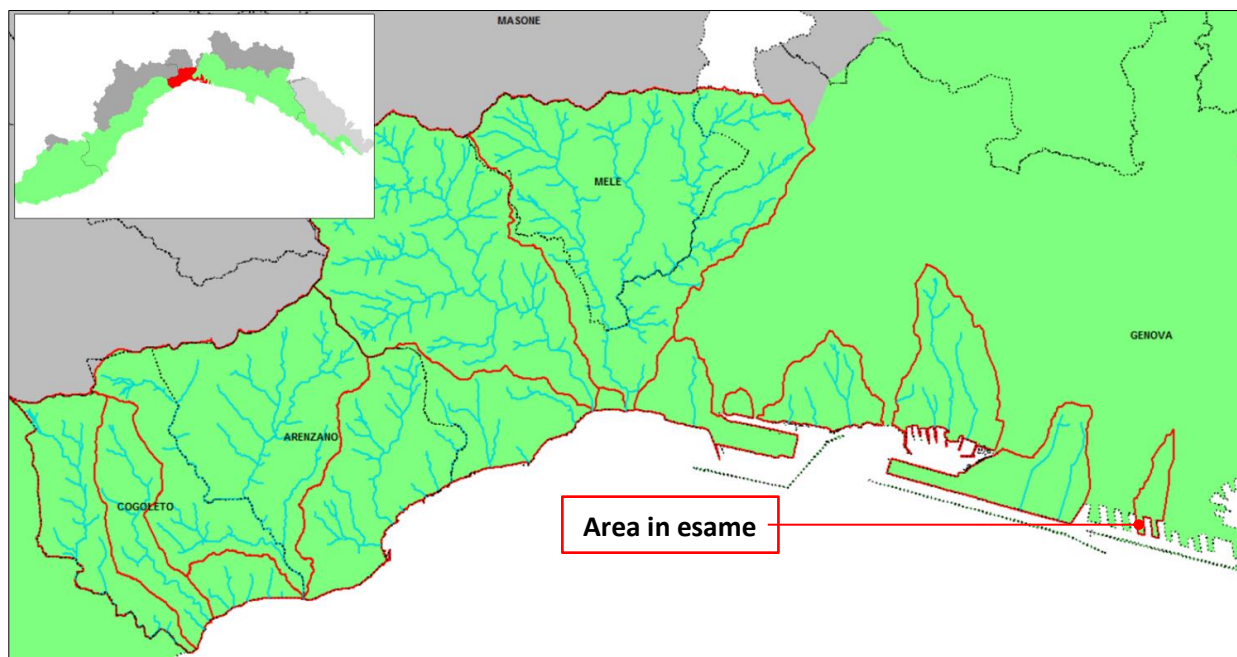 MASONE
MELE
GENOVA
ARENZANO
COGOLETO
Area in esame